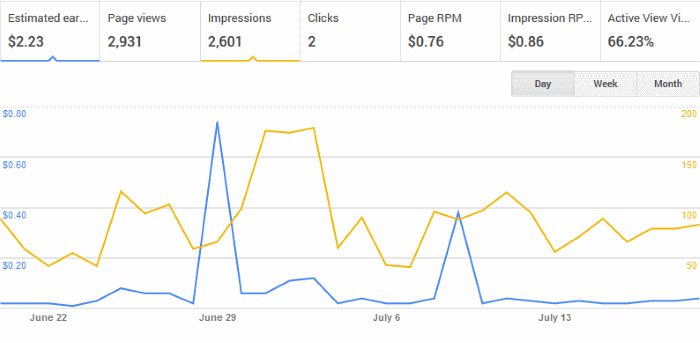 Estimated ear... Page views Impressions Clicks Page RPM Impression RP... Active View Vi...
$2.23 2,931 2,601 2 $0.76 $0.86 66.23%
Day Week Month
$0.80 200
$0.60 150
$0.40 100
$0.20 50
June 22 June 29 July 6 July 13